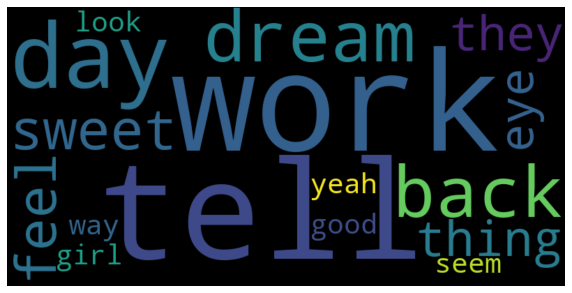 look
day
dream
they
work
sweet
eye
feel
tell
yeah
back
way
good
thing
girl
seem